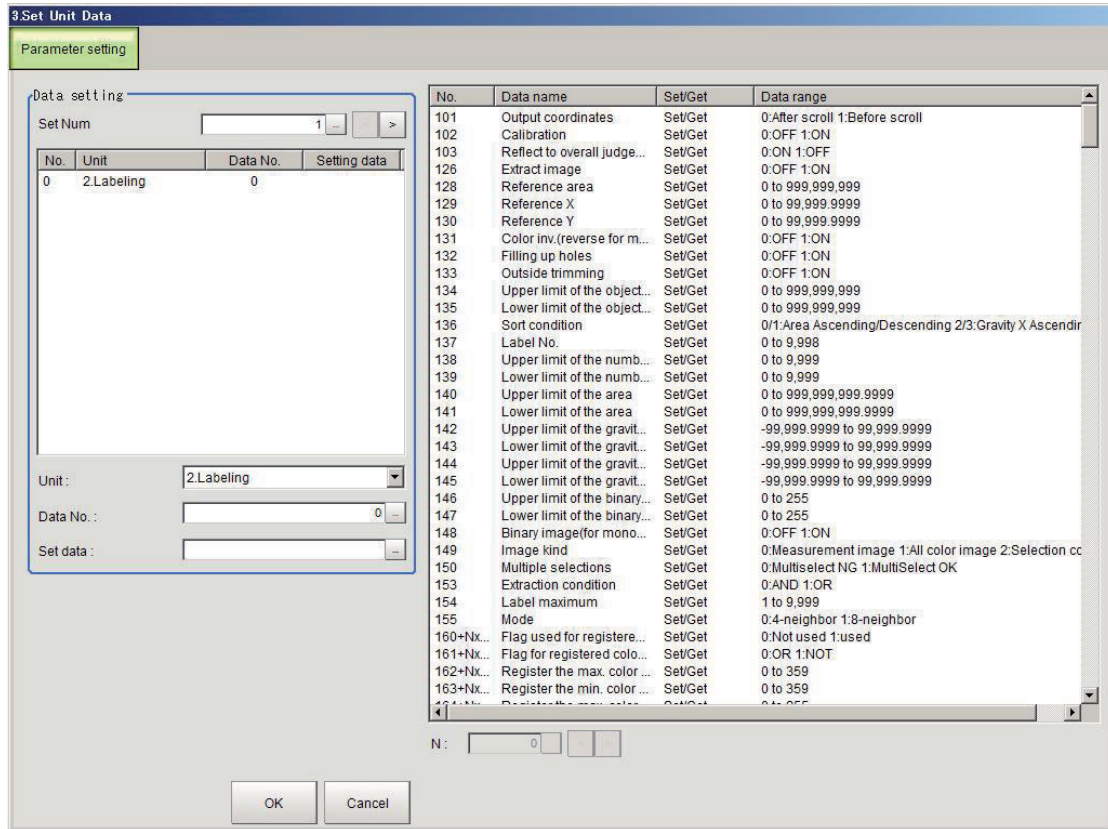 3.Set Unit Data
Parameter setting
Data setting
Set Num 1 ... < >
No. Unit Data No. Setting data
0 2.Labeling 0
Unit : 2.Labeling
Data No. : 0 ...
Set data : ...
OK Cancel
No. Data name Set/Get Data range
101 Output coordinates Set/Get 0:After scroll 1:Before scroll
102 Calibration Set/Get 0:OFF 1:ON
103 Reflect to overall judge... Set/Get 0:ON 1:OFF
126 Extract image Set/Get 0:OFF 1:ON
128 Reference area Set/Get 0 to 999,999,999
129 Reference X Set/Get 0 to 99,999.9999
130 Reference Y Set/Get 0 to 99,999.9999
131 Color inv.(reverse for m... Set/Get 0:OFF 1:ON
132 Filling up holes Set/Get 0:OFF 1:ON
133 Outside trimming Set/Get 0:OFF 1:ON
134 Upper limit of the object... Set/Get 0 to 999,999,999
135 Lower limit of the object... Set/Get 0 to 999,999,999
136 Sort condition Set/Get 0/1:Area Ascending/Descending 2/3:Gravity X Ascendir
137 Label No. Set/Get 0 to 9,998
138 Upper limit of the numb... Set/Get 0 to 9,999
139 Lower limit of the numb... Set/Get 0 to 9,999
140 Upper limit of the area Set/Get 0 to 999,999,999.9999
141 Lower limit of the area Set/Get 0 to 999,999,999.9999
142 Upper limit of the gravit... Set/Get -99,999.9999 to 99,999.9999
143 Lower limit of the gravit... Set/Get -99,999.9999 to 99,999.9999
144 Upper limit of the gravit... Set/Get -99,999.9999 to 99,999.9999
145 Lower limit of the gravit... Set/Get -99,999.9999 to 99,999.9999
146 Upper limit of the binary... Set/Get 0 to 255
147 Lower limit of the binary... Set/Get 0 to 255
148 Binary image(for mono... Set/Get 0:OFF 1:ON
149 Image kind Set/Get 0:Measurement image 1:All color image 2:Selection cc
150 Multiple selections Set/Get 0:Multiselect NG 1:MultiSelect OK
153 Extraction condition Set/Get 0:AND 1:OR
154 Label maximum Set/Get 1 to 9,999
155 Mode Set/Get 0:4-neighbor 1:8-neighbor
160+Nx... Flag used for registere... Set/Get 0:Not used 1:used
161+Nx... Flag for registered colo... Set/Get 0:OR 1:NOT
162+Nx... Register the max. color ... Set/Get 0 to 359
163+Nx... Register the min. color ... Set/Get 0 to 359
N : 0